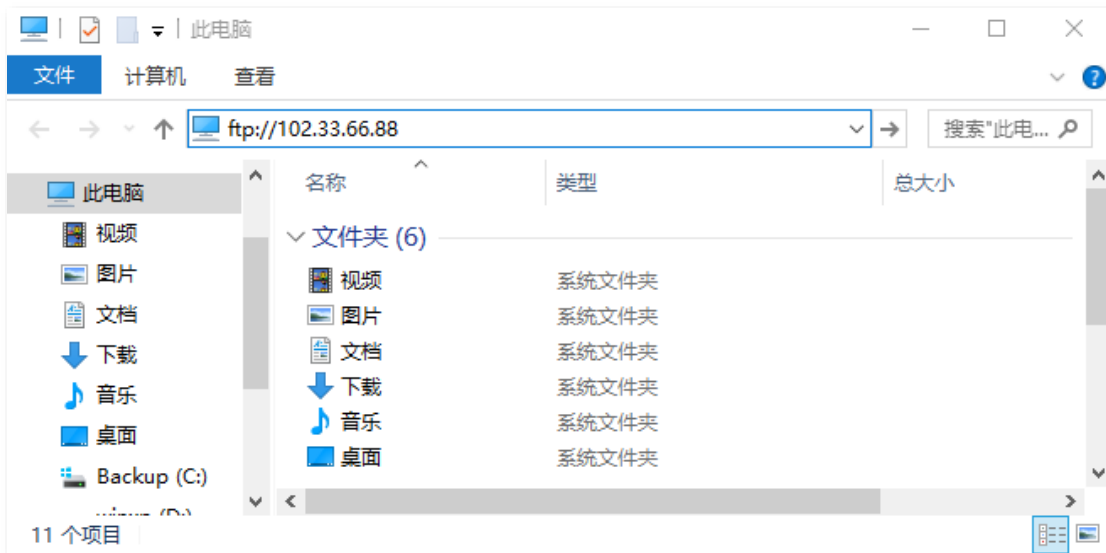 此电脑
文件 计算机 查看
ftp://102.33.66.88 搜索"此电...
此电脑
视频
图片
文档
下载
音乐
桌面
Backup (C:)
名称 类型 总大小
文件夹 (6)
视频 系统文件夹
图片 系统文件夹
文档 系统文件夹
下载 系统文件夹
音乐 系统文件夹
桌面 系统文件夹
11 个项目